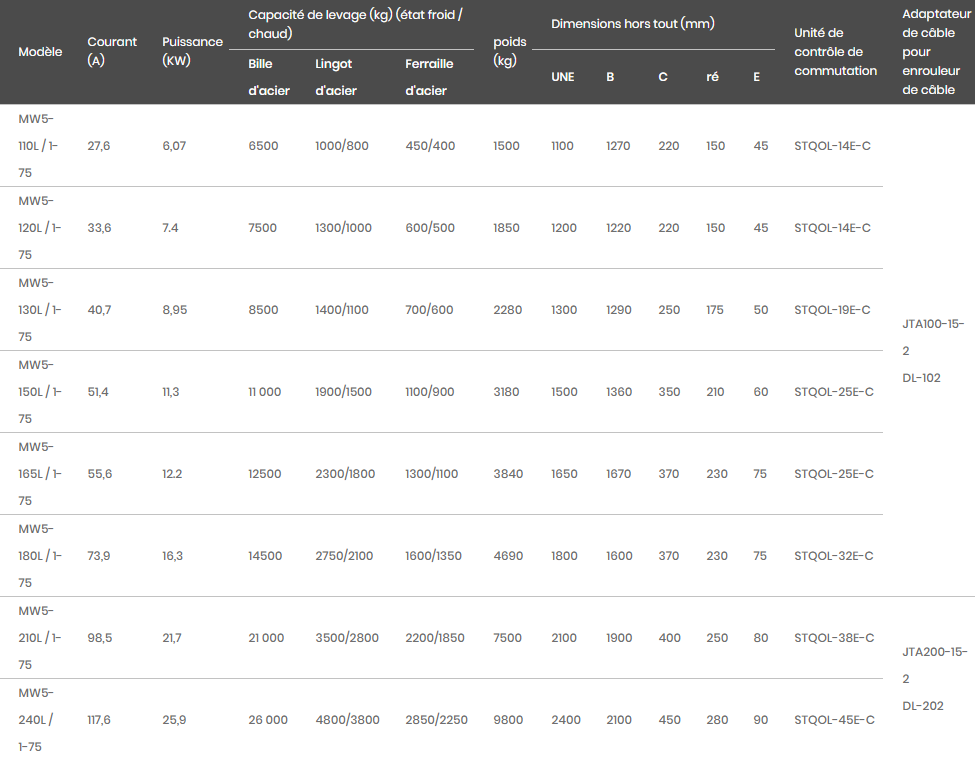 Modèle
Courant
(A)
Puissance
(KW)
Capacité de levage (kg) (état froid /
chaud)
Bille
d'acier
Lingot
d'acier
Ferraille
d'acier
poids
(kg)
Dimensions hors tout (mm)
UNE B C ré E
Unité de
contrôle de
commutation
Adaptateur
de câble
pour
enrouleur
de câble
MW5-
110L / 1-
75
27,6 6,07 6500 1000/800 450/400 1500 1100 1270 220 150 45 STQOL-14E-C
MW5-
120L / 1-
75
33,6 7.4 7500 1300/1000 600/500 1850 1200 1220 220 150 45 STQOL-14E-C
MW5-
130L / 1-
75
40,7 8,95 8500 1400/1100 700/600 2280 1300 1290 250 175 50 STQOL-19E-C
MW5-
150L / 1-
75
51,4 11,3 11 000 1900/1500 1100/900 3180 1500 1360 350 210 60 STQOL-25E-C
MW5-
165L / 1-
75
55,6 12.2 12500 2300/1800 1300/1100 3840 1650 1670 370 230 75 STQOL-25E-C
MW5-
180L / 1-
75
73,9 16,3 14500 2750/2100 1600/1350 4690 1800 1600 370 230 75 STQOL-32E-C
JTA100-15-
2
DL-102
MW5-
210L / 1-
75
98,5 21,7 21 000 3500/2800 2200/1850 7500 2100 1900 400 250 80 STQOL-38E-C
MW5-
240L /
1-75
117,6 25,9 26 000 4800/3800 2850/2250 9800 2400 2100 450 280 90 STQOL-45E-C
JTA200-15-
2
DL-202